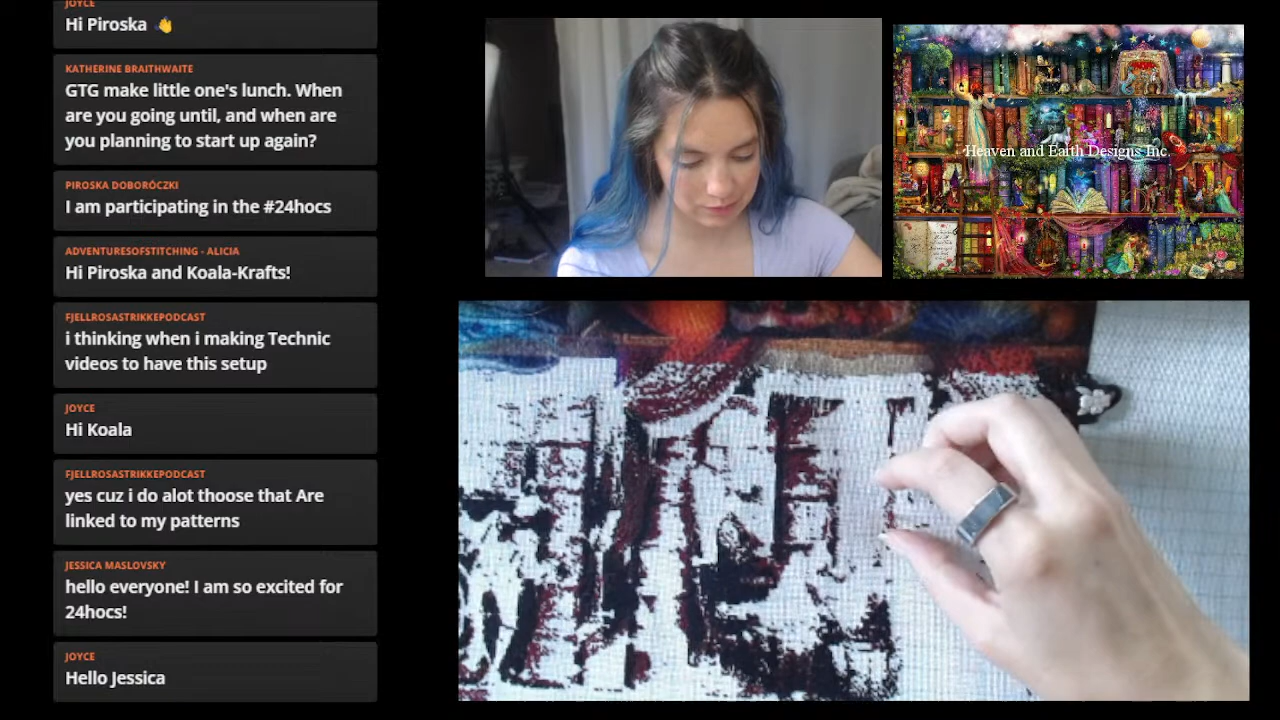 JOYCE
Hi Piroska 👋
KATHERINE BRAITHWAITE
GTG make little one's lunch. When
are you going until, and when are
you planning to start up again?
PIROSKA DOBORÓCZKI
I am participating in the #24hocs
ADVENTURESOFSTITCHING - ALICIA
Hi Piroska and Koala-Krafts!
FJELLROSASTRIKKEPODCAST
i thinking when i making Technic
videos to have this setup
JOYCE
Hi Koala
FJELLROSASTRIKKEPODCAST
yes cuz i do alot thoose that Are
linked to my patterns
JESSICA MASLOVSKY
hello everyone! I am so excited for
24hocs!
JOYCE
Hello Jessica
Heaven and Earth Designs Inc.